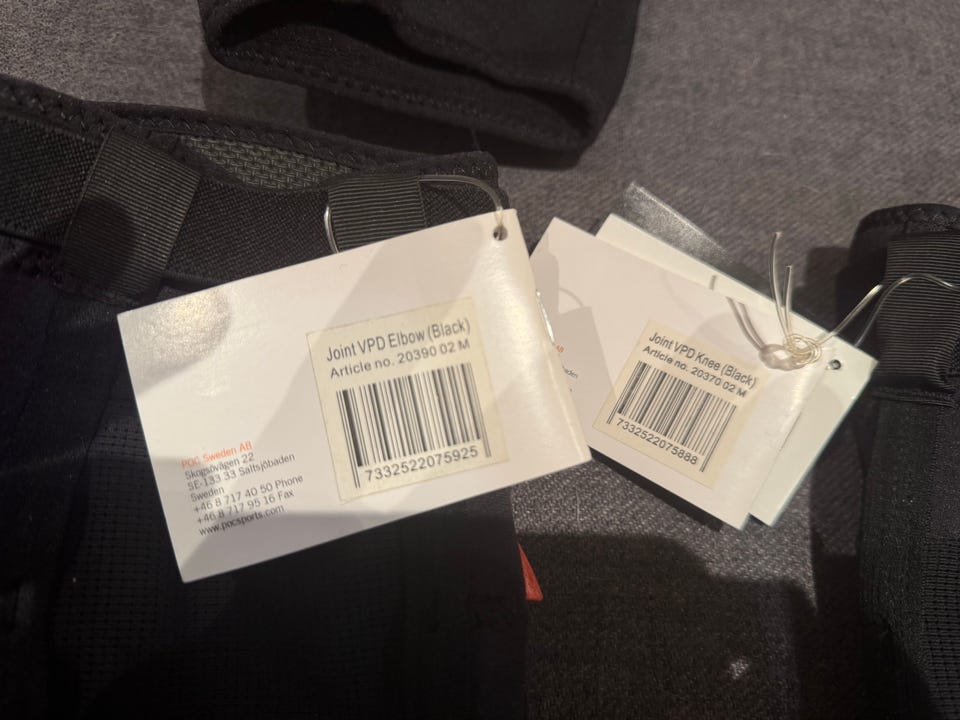 Joint VPD Elbow (Black)
Article no. 20390 02 M
7332522075925
POC Sweden AB
Skogsövägen 22
SE-133 33 Saltsjöbaden
Sweden
+46 8 717 40 50 Phone
+46 8 717 95 16 Fax
www.pocsports.com
Joint VPD Knee (Black)
Article no. 20370 02 M
7332522075888
AB